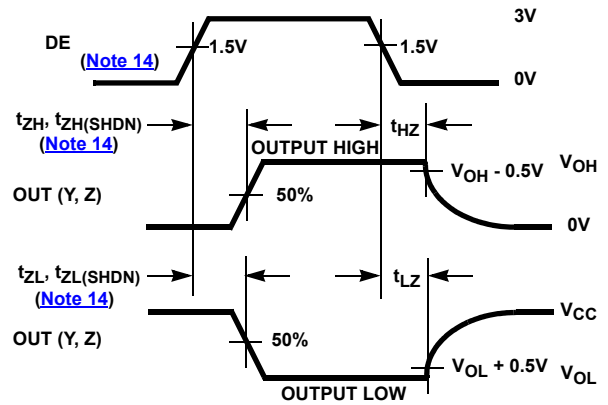 3V
DE
(Note 14)
1.5V
1.5V
0V
tZH, tZH(SHDN)
(Note 14)
tHZ
OUTPUT HIGH
VOH - 0.5V
VOH
OUT (Y, Z)
50%
0V
tZL, tZL(SHDN)
(Note 14)
tLZ
VCC
OUT (Y, Z)
50%
VOL + 0.5V
VOL
OUTPUT LOW